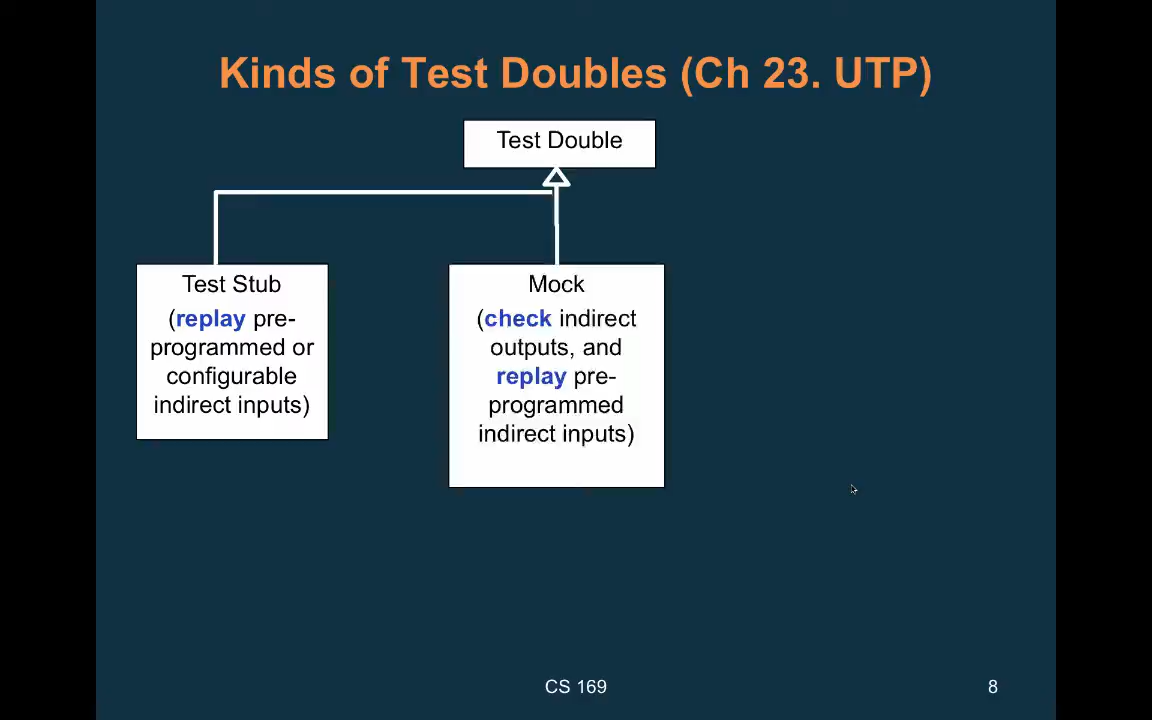 Kinds of Test Doubles (Ch 23. UTP)
Test Double
Test Stub
(replay pre-
programmed or
configurable
indirect inputs)
Mock
(check indirect
outputs, and
replay pre-
programmed
indirect inputs)
CS 169
8